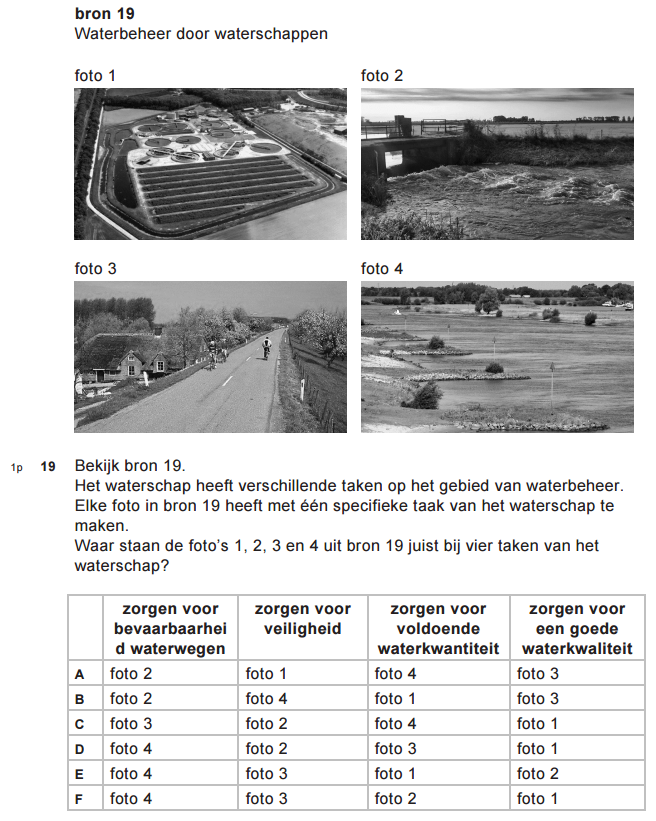 bron 19
Waterbeheer door waterschappen
foto 1
foto 2
foto 3
foto 4
1p 19 Bekijk bron 19.
Het waterschap heeft verschillende taken op het gebied van waterbeheer.
Elke foto in bron 19 heeft met één specifieke taak van het waterschap te
maken.
Waar staan de foto's 1, 2, 3 en 4 uit bron 19 juist bij vier taken van het
waterschap?
zorgen voor zorgen voor zorgen voor zorgen voor
bevaarbaarhei veiligheid voldoende een goede
d waterwegen waterkwantiteit waterkwaliteit
A foto 2 foto 1 foto 4 foto 3
B foto 2 foto 4 foto 1 foto 3
C foto 3 foto 2 foto 4 foto 1
D foto 4 foto 2 foto 3 foto 1
E foto 4 foto 3 foto 1 foto 2
F foto 4 foto 3 foto 2 foto 1